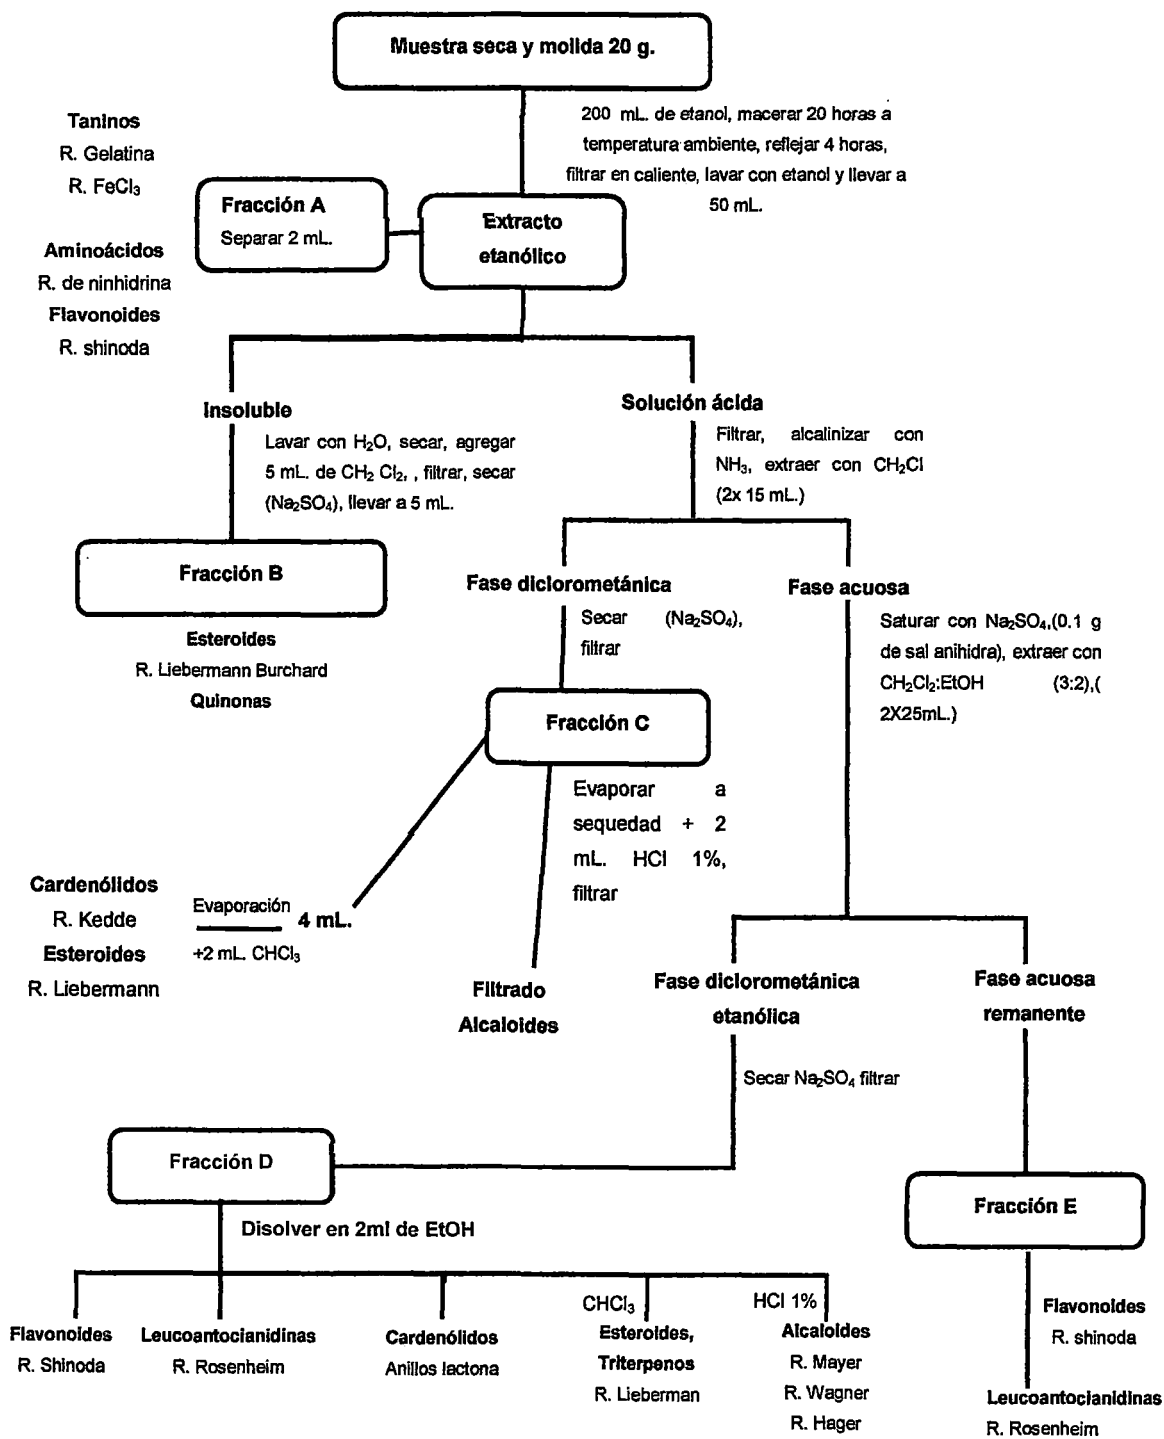 Muestra seca y molida 20 g.
200 mL. de etanol, macerar 20 horas a
temperatura ambiente, reflejar 4 horas,
filtrar en caliente, lavar con etanol y llevar a
50 mL.
Taninos
R. Gelatina
R. FeCl₃
Aminoácidos
R. de ninhidrina
Flavonoides
R. shinoda
Fracción A
Separar 2 mL.
Extracto
etanólico
Insoluble
Lavar con H₂O, secar, agregar
5 mL. de CH₂ Cl₂, , filtrar, secar
(Na₂SO₄), llevar a 5 mL.
Solución ácida
Filtrar, alcalinizar con
NH₃, extraer con CH₂Cl
(2x 15 mL.)
Fracción B
Esteroides
R. Liebermann Burchard
Quinonas
Fase diclorometánica
Secar (Na₂SO₄),
filtrar
Fase acuosa
Saturar con Na₂SO₄,(0.1 g
de sal anihidra), extraer con
CH₂Cl₂:EtOH (3:2),(
2X25mL.)
Fracción C
Evaporar a
sequedad + 2
mL. HCl 1%,
filtrar
Cardenólidos
R. Kedde
Esteroides
R. Liebermann
Evaporación
+2 mL. CHCl₃
4 mL.
Filtrado
Alcaloides
Fase diclorometánica
etanólica
Fase acuosa
remanente
Secar Na₂SO₄ filtrar
Fracción D
Fracción E
Disolver en 2ml de EtOH
Flavonoides
R. Shinoda
Leucoantocianidinas
R. Rosenheim
Cardenólidos
Anillos lactona
CHCl₃
Esteroides,
Triterpenos
R. Lieberman
HCl 1%
Alcaloides
R. Mayer
R. Wagner
R. Hager
Flavonoides
R. shinoda
Leucoantocianidinas
R. Rosenheim